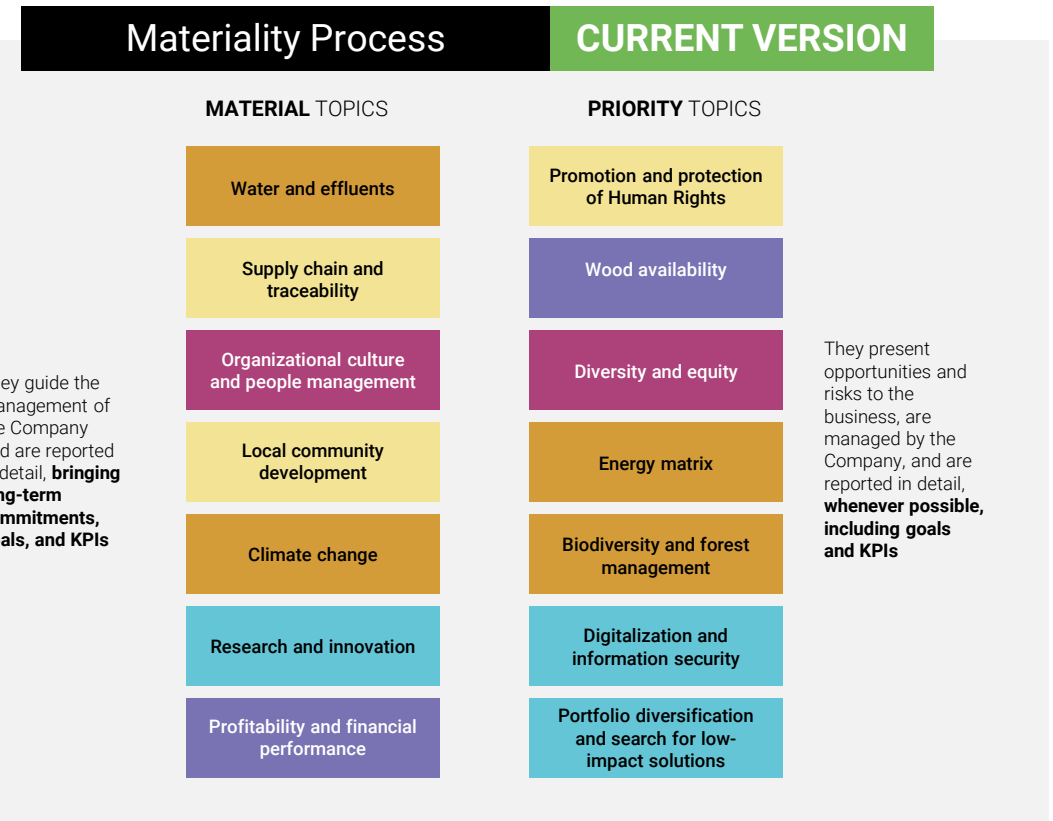 Materiality Process
CURRENT VERSION
MATERIAL TOPICS
PRIORITY TOPICS
Water and effluents
Supply chain and
traceability
Organizational culture
and people management
Local community
development
Climate change
Research and innovation
Profitability and financial
performance
Promotion and protection
of Human Rights
Wood availability
Diversity and equity
Energy matrix
Biodiversity and forest
management
Digitalization and
information security
Portfolio diversification
and search for low-
impact solutions
ey guide the
anagement of
e Company
d are reported
detail, bringing
ng-term
mmitments,
als, and KPIs
They present
opportunities and
risks to the
business, are
managed by the
Company, and are
reported in detail,
whenever possible,
including goals
and KPIs